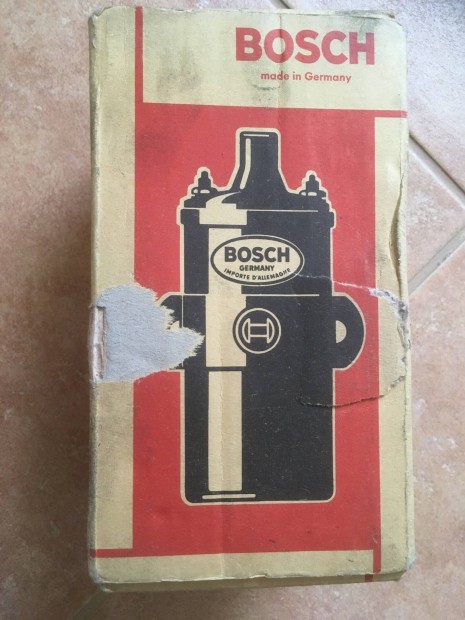 BOSCH
made in Germany
BOSCH
GERMANY
IMPORTE D'ALLEMAGNE